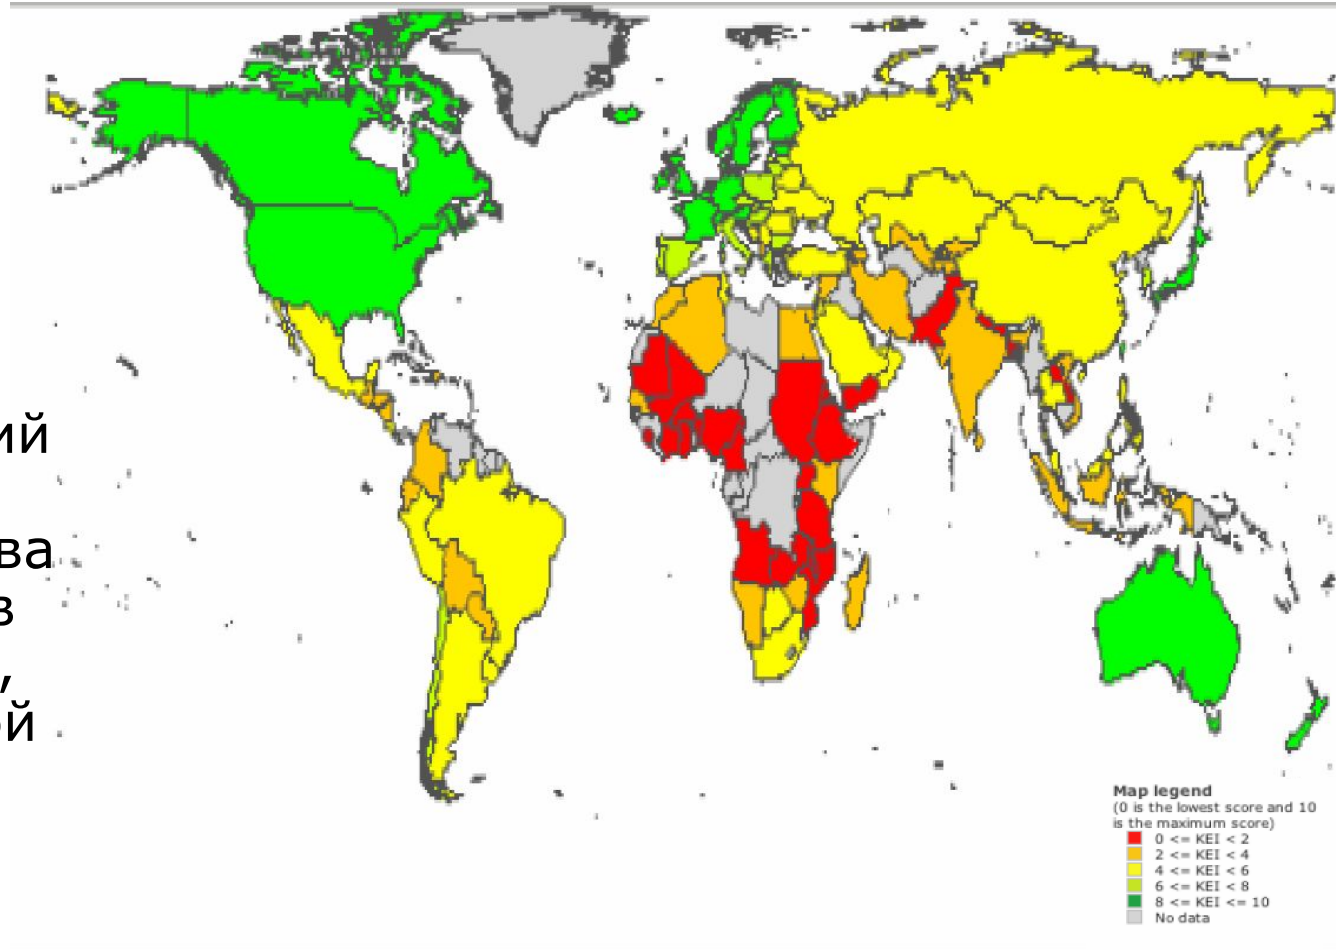 ий
ва
в
,
й
Map legend
(0 is the lowest score and 10
is the maximum score)
0 <= KEI < 2
2 <= KEI < 4
4 <= KEI < 6
6 <= KEI < 8
8 <= KEI <= 10
No data